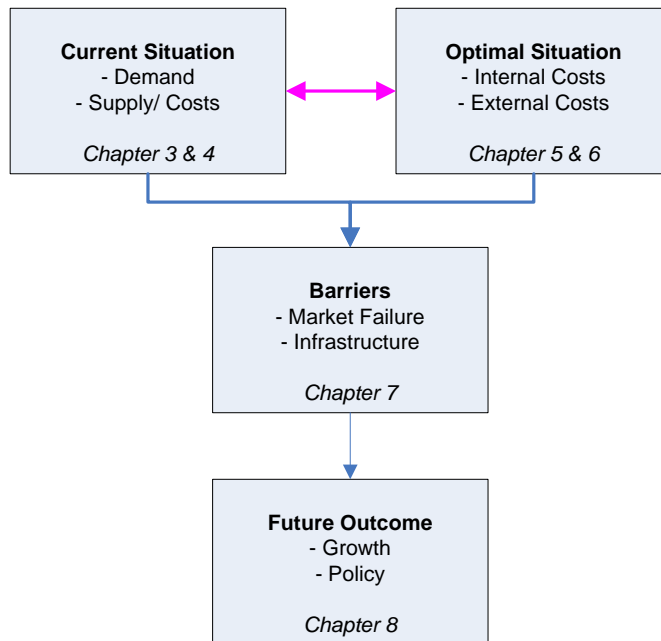 Current Situation
- Demand
- Supply/ Costs
Chapter 3 & 4
Optimal Situation
- Internal Costs
- External Costs
Chapter 5 & 6
Barriers
- Market Failure
- Infrastructure
Chapter 7
Future Outcome
- Growth
- Policy
Chapter 8